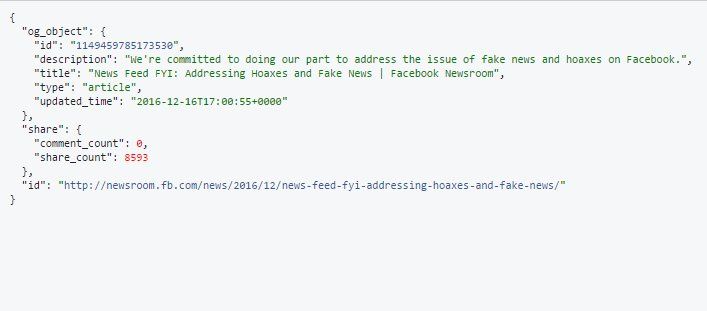 {
"og_object": {
"id": "1149459785173530",
"description": "We're committed to doing our part to address the issue of fake news and hoaxes on Facebook.",
"title": "News Feed FYI: Addressing Hoaxes and Fake News | Facebook Newsroom",
"type": "article",
"updated_time": "2016-12-16T17:00:55+0000"
},
"share": {
"comment_count": 0,
"share_count": 8593
},
"id": "http://newsroom.fb.com/news/2016/12/news-feed-fyi-addressing-hoaxes-and-fake-news/"
}